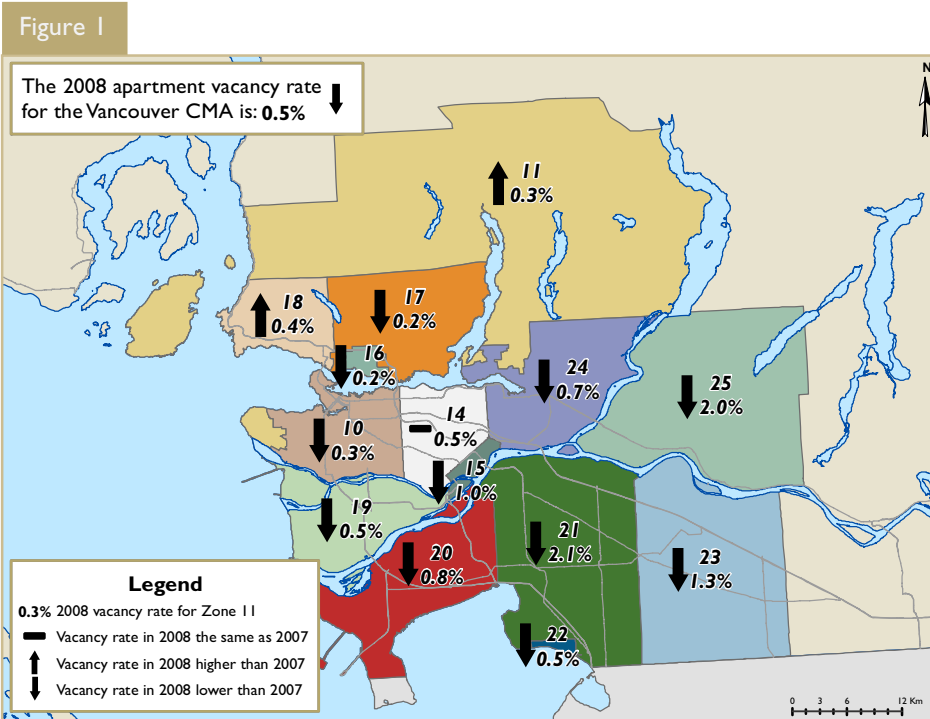 Figure 1
The 2008 apartment vacancy rate
for the Vancouver CMA is: 0.5%
N
11
0.3%
18
0.4%
17
0.2%
16
0.2%
24
0.7%
25
2.0%
14
0.5%
10
0.3%
15
1.0%
19
0.5%
20
0.8%
21
2.1%
23
1.3%
22
0.5%
Legend
0.3% 2008 vacancy rate for Zone 11
Vacancy rate in 2008 the same as 2007
Vacancy rate in 2008 higher than 2007
Vacancy rate in 2008 lower than 2007
0 3 6 12 Km